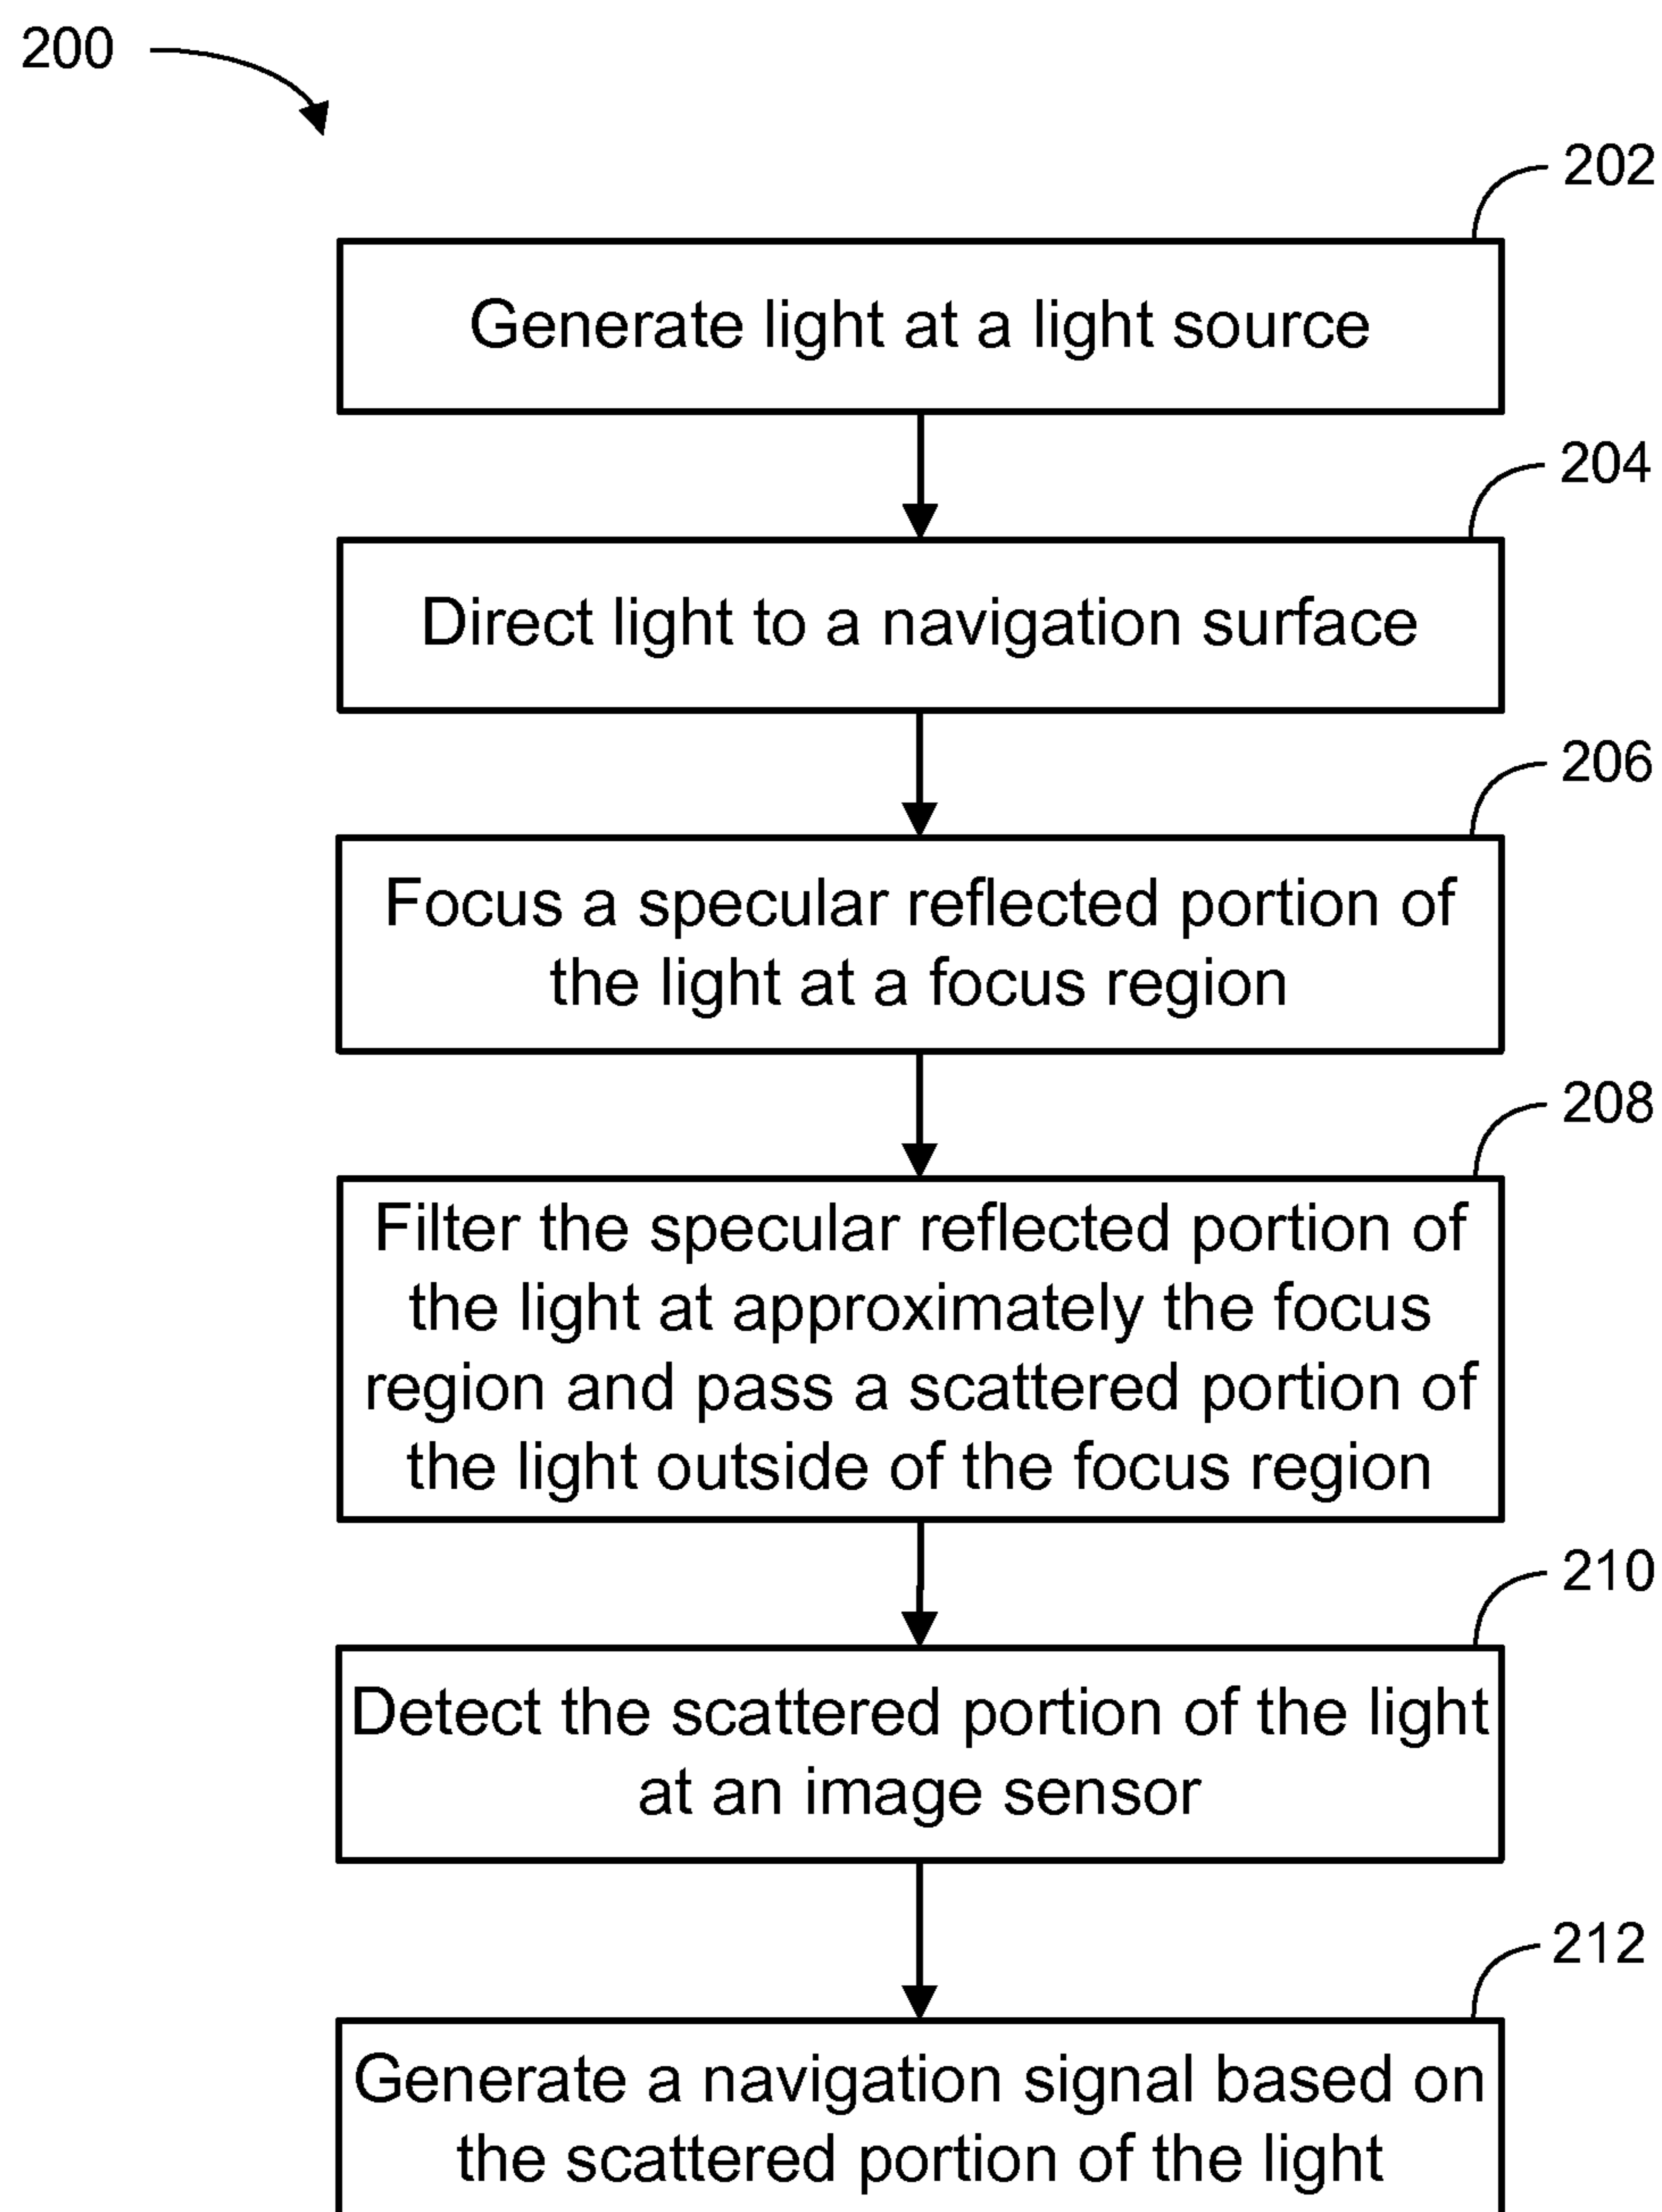 200
202
Generate light at a light source
204
Direct light to a navigation surface
206
Focus a specular reflected portion of
the light at a focus region
208
Filter the specular reflected portion of
the light at approximately the focus
region and pass a scattered portion of
the light outside of the focus region
210
Detect the scattered portion of the light
at an image sensor
212
Generate a navigation signal based on
the scattered portion of the light